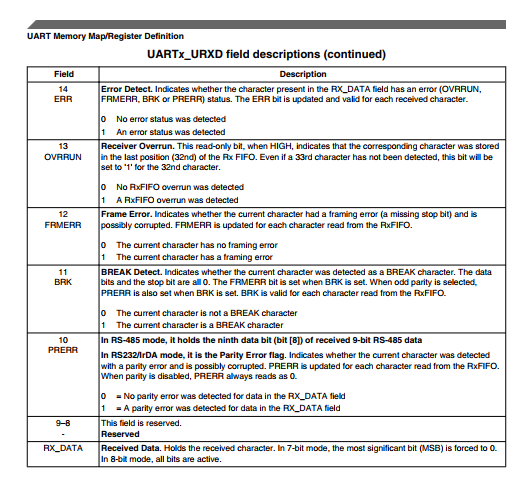 UART Memory Map/Register Definition
UARTx_URXD field descriptions (continued)
Field Description
14
ERR
Error Detect. Indicates whether the character present in the RX_DATA field has an error (OVRRUN,
FRMERR, BRK or PRERR) status. The ERR bit is updated and valid for each received character.
0 No error status was detected
1 An error status was detected
13
OVRRUN
Receiver Overrun. This read-only bit, when HIGH, indicates that the corresponding character was stored
in the last position (32nd) of the Rx FIFO. Even if a 33rd character has not been detected, this bit will be
set to '1' for the 32nd character.
0 No RxFIFO overrun was detected
1 A RxFIFO overrun was detected
12
FRMERR
Frame Error. Indicates whether the current character had a framing error (a missing stop bit) and is
possibly corrupted. FRMERR is updated for each character read from the RxFIFO.
0 The current character has no framing error
1 The current character has a framing error
11
BRK
BREAK Detect. Indicates whether the current character was detected as a BREAK character. The data
bits and the stop bit are all 0. The FRMERR bit is set when BRK is set. When odd parity is selected,
PRERR is also set when BRK is set. BRK is valid for each character read from the RxFIFO.
0 The current character is not a BREAK character
1 The current character is a BREAK character
10
PRERR
In RS-485 mode, it holds the ninth data bit (bit [8]) of received 9-bit RS-485 data
In RS232/IrDA mode, it is the Parity Error flag. Indicates whether the current character was detected
with a parity error and is possibly corrupted. PRERR is updated for each character read from the RxFIFO.
When parity is disabled, PRERR always reads as 0.
0 = No parity error was detected for data in the RX_DATA field
1 = A parity error was detected for data in the RX_DATA field
9–8
-
This field is reserved.
Reserved
RX_DATA
Received Data. Holds the received character. In 7-bit mode, the most significant bit (MSB) is forced to 0.
In 8-bit mode, all bits are active.